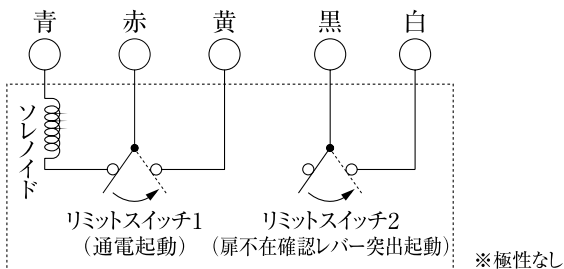 青 赤 黄 黒 白
ソレノイド
リミットスイッチ1 リミットスイッチ2
（通電起動） （扉不在確認レバー突出起動）
※極性なし